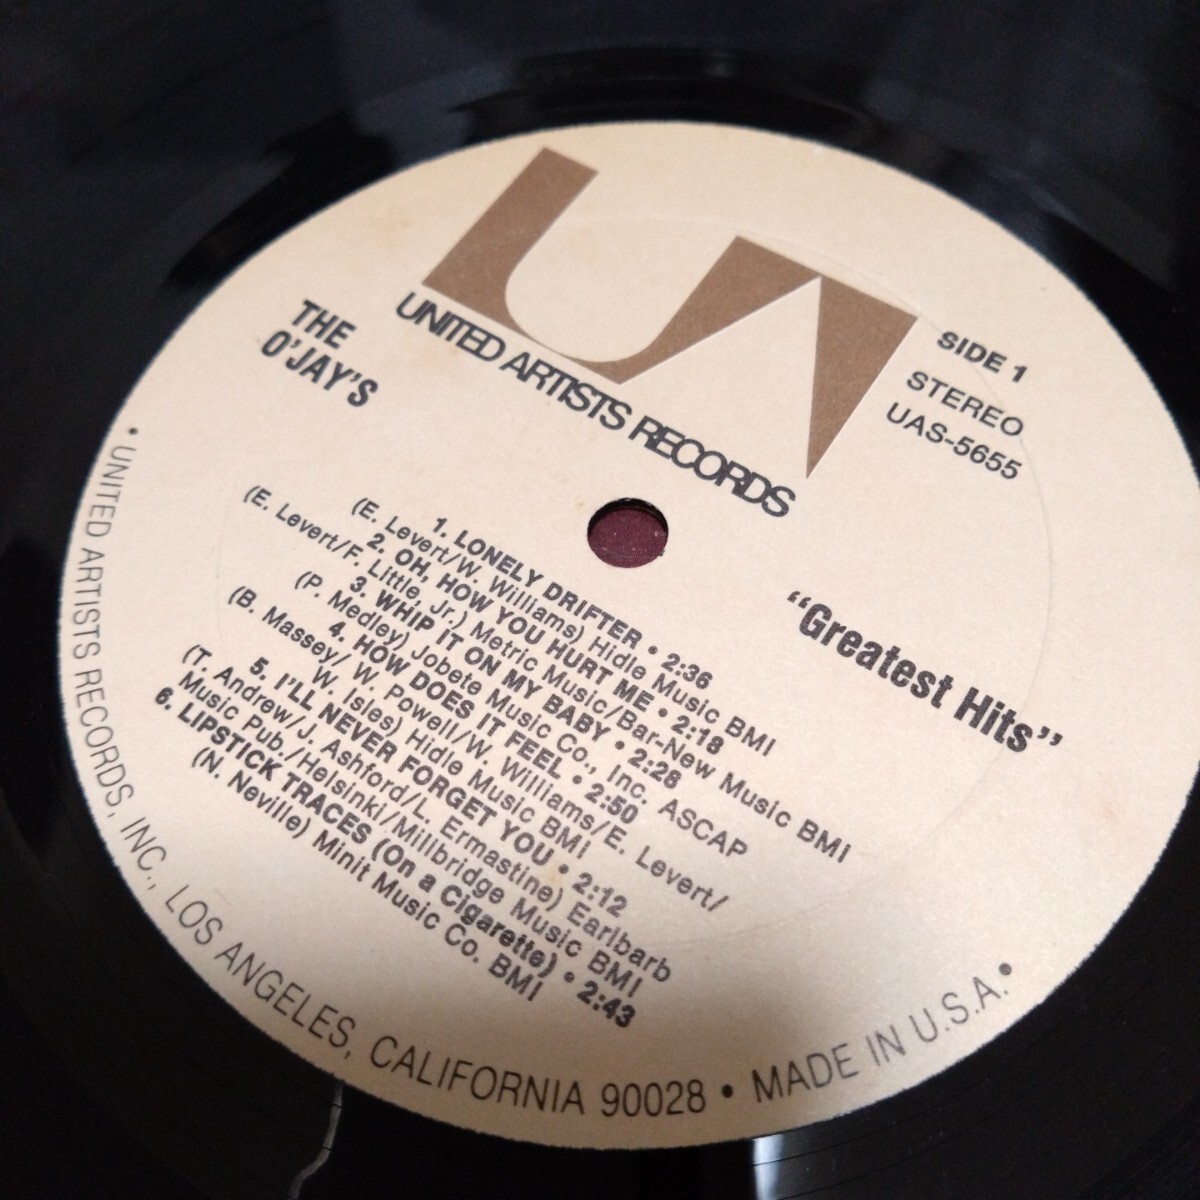 UNITED ARTISTS RECORDS
THE
O'JAY'S
SIDE 1
STEREO
UAS-5655
"Greatest Hits"
1. LONELY DRIFTER • 2:36
(E. Levert/W. Williams) Hidle Music BMI
2. OH, HOW YOU HURT ME • 2:18
(E. Levert/F. Little, Jr.) Metric Music/Bar-New Music BMI
3. WHIP IT ON MY BABY • 2:28
(P. Medley) Jobete Music Co., Inc. ASCAP
4. HOW DOES IT FEEL • 2:50
(B. Massey/ W. Powell/W. Williams/E. Levert/
W. Isles) Hidle Music BMI
5. I'LL NEVER FORGET YOU • 2:12
(T. Andrew/J. Ashford/L. Ermastine) Earlbarb
Music Pub./Helsinki/Millbridge Music BMI
6. LIPSTICK TRACES (On a Cigarette) • 2:43
(N. Neville) Minit Music Co. BMI
• UNITED ARTISTS RECORDS, INC., LOS ANGELES, CALIFORNIA 90028 • MADE IN U.S.A. •